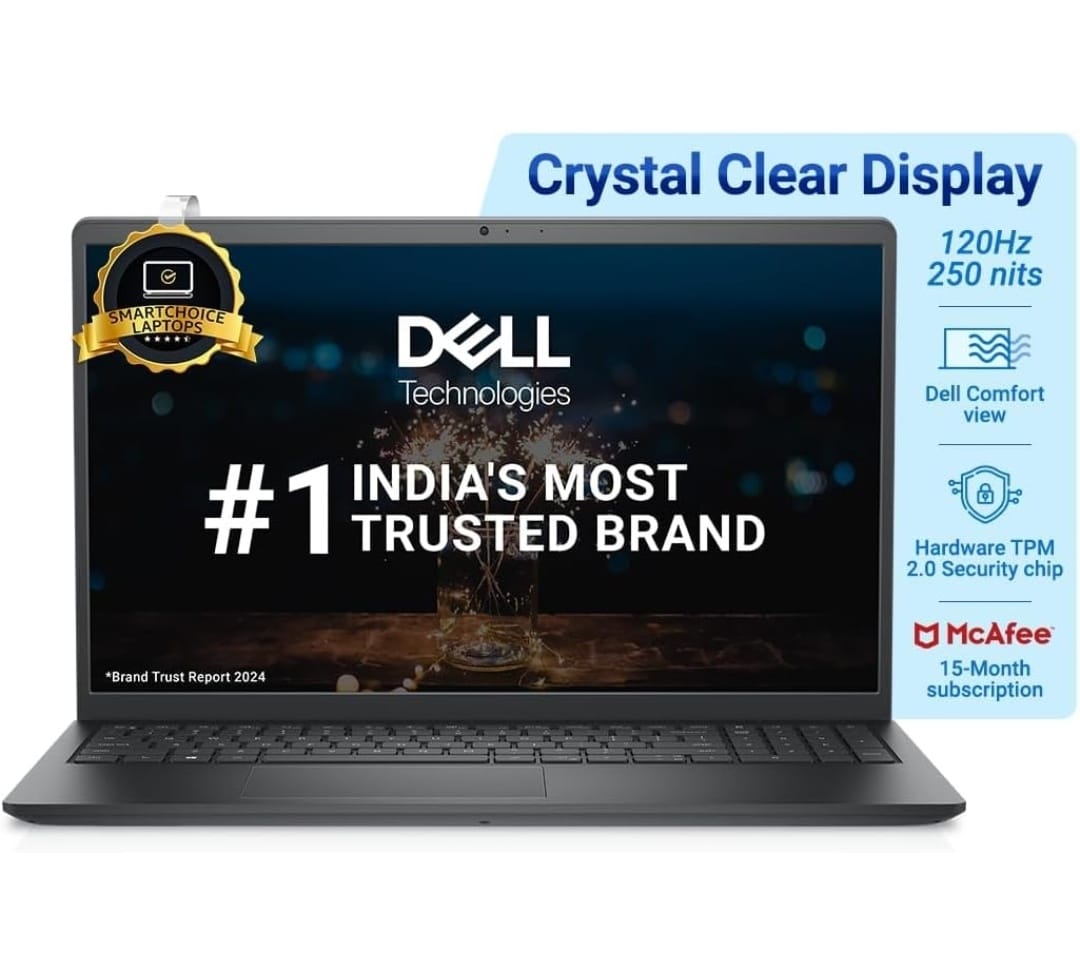 Crystal Clear Display
120Hz
250 nits
Dell Comfort
view
Hardware TPM
2.0 Security chip
McAfee™
15-Month
subscription
SMARTCHOICE
LAPTOPS
DELL
Technologies
#1 INDIA'S MOST
TRUSTED BRAND
*Brand Trust Report 2024